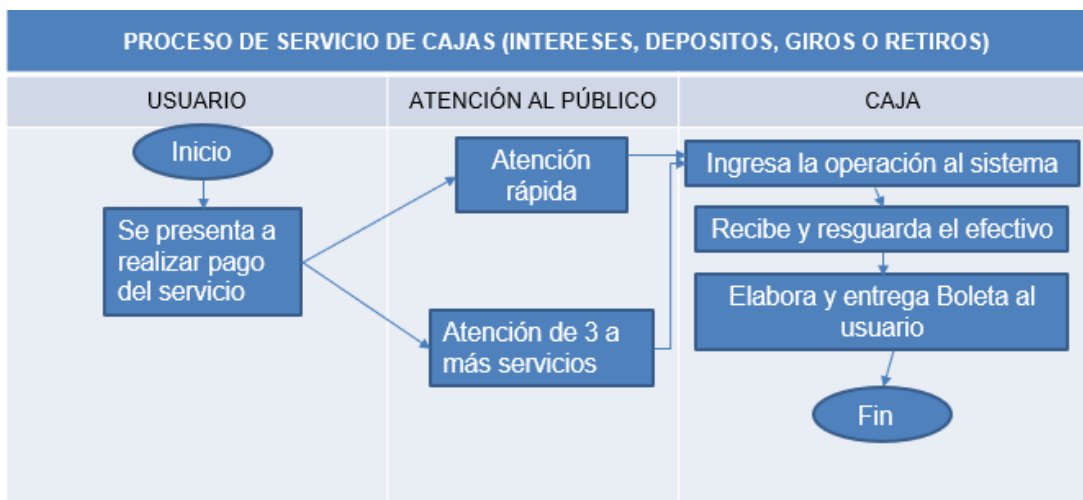 PROCESO DE SERVICIO DE CAJAS (INTERESES, DEPOSITOS, GIROS O RETIROS)
USUARIO
ATENCIÓN AL PÚBLICO
CAJA
Inicio
Se presenta a
realizar pago
del servicio
Atención
rápida
Atención de 3 a
más servicios
Ingresa la operación al sistema
Recibe y resguarda el efectivo
Elabora y entrega Boleta al
usuario
Fin